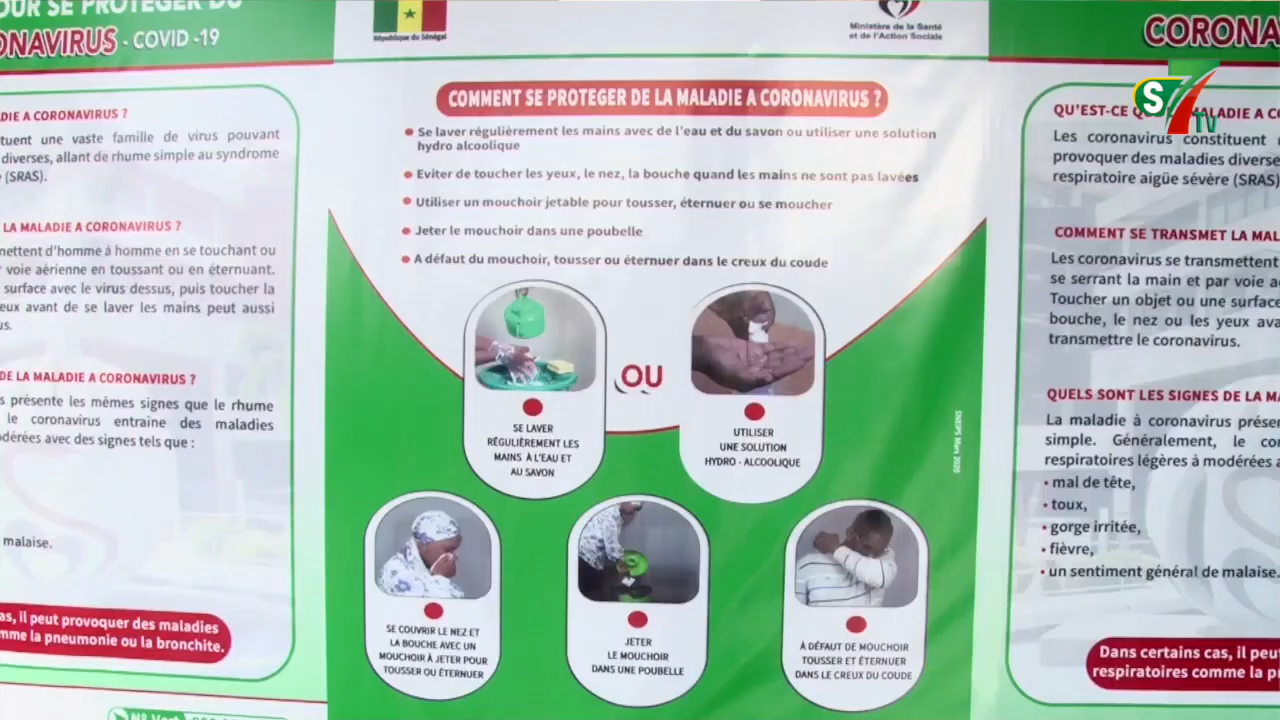 OUR SE PROTEGER DU
ONAVIRUS - COVID -19
DIE A CORONAVIRUS ?
tuent une vaste famille de virus pouvant
diverses, allant de rhume simple au syndrome
(SRAS).
LA MALADIE A CORONAVIRUS ?
mettent d'homme à homme en se touchant ou
voie aérienne en toussant ou en éternuant.
surface avec le virus dessus, puis toucher la
eux avant de se laver les mains peut aussi
us.
DE LA MALADIE A CORONAVIRUS ?
s présente les mêmes signes que le rhume
le coronavirus entraine des maladies
odérées avec des signes tels que :
malaise.
as, il peut provoquer des maladies
mme la pneumonie ou la bronchite.
N° Vert
République du Sénégal
Ministère de la Santé
et de l'Action Sociale
COMMENT SE PROTEGER DE LA MALADIE A CORONAVIRUS ?
Se laver régulièrement les mains avec de l'eau et du savon ou utiliser une solution
hydro alcoolique
Eviter de toucher les yeux, le nez, la bouche quand les mains ne sont pas lavées
Utiliser un mouchoir jetable pour tousser, éternuer ou se moucher
Jeter le mouchoir dans une poubelle
A défaut du mouchoir, tousser ou éternuer dans le creux du coude
OU
SE LAVER
RÉGULIÈREMENT LES
MAINS À L'EAU ET
AU SAVON
UTILISER
UNE SOLUTION
HYDRO - ALCOOLIQUE
SNEIPS Mars 2020
SE COUVRIR LE NEZ ET
LA BOUCHE AVEC UN
MOUCHOIR À JETER POUR
TOUSSER OU ÉTERNUER
JETER
LE MOUCHOIR
DANS UNE POUBELLE
À DÉFAUT DE MOUCHOIR
TOUSSER ET ÉTERNUER
DANS LE CREUX DU COUDE
CORONA
S7 TV
QU'EST-CE Q MALADIE A CO
Les coronavirus constituent
provoquer des maladies diverse
respiratoire aigüe sévère (SRAS)
COMMENT SE TRANSMET LA MAL
Les coronavirus se transmettent
se serrant la main et par voie a
Toucher un objet ou une surface
bouche, le nez ou les yeux ava
transmettre le coronavirus.
QUELS SONT LES SIGNES DE LA MA
La maladie à coronavirus prése
simple. Généralement, le co
respiratoires légères à modérées a
• mal de tête,
• toux,
• gorge irritée,
• fièvre,
• un sentiment général de malaise.
Dans certains cas, il peu
respiratoires comme la p